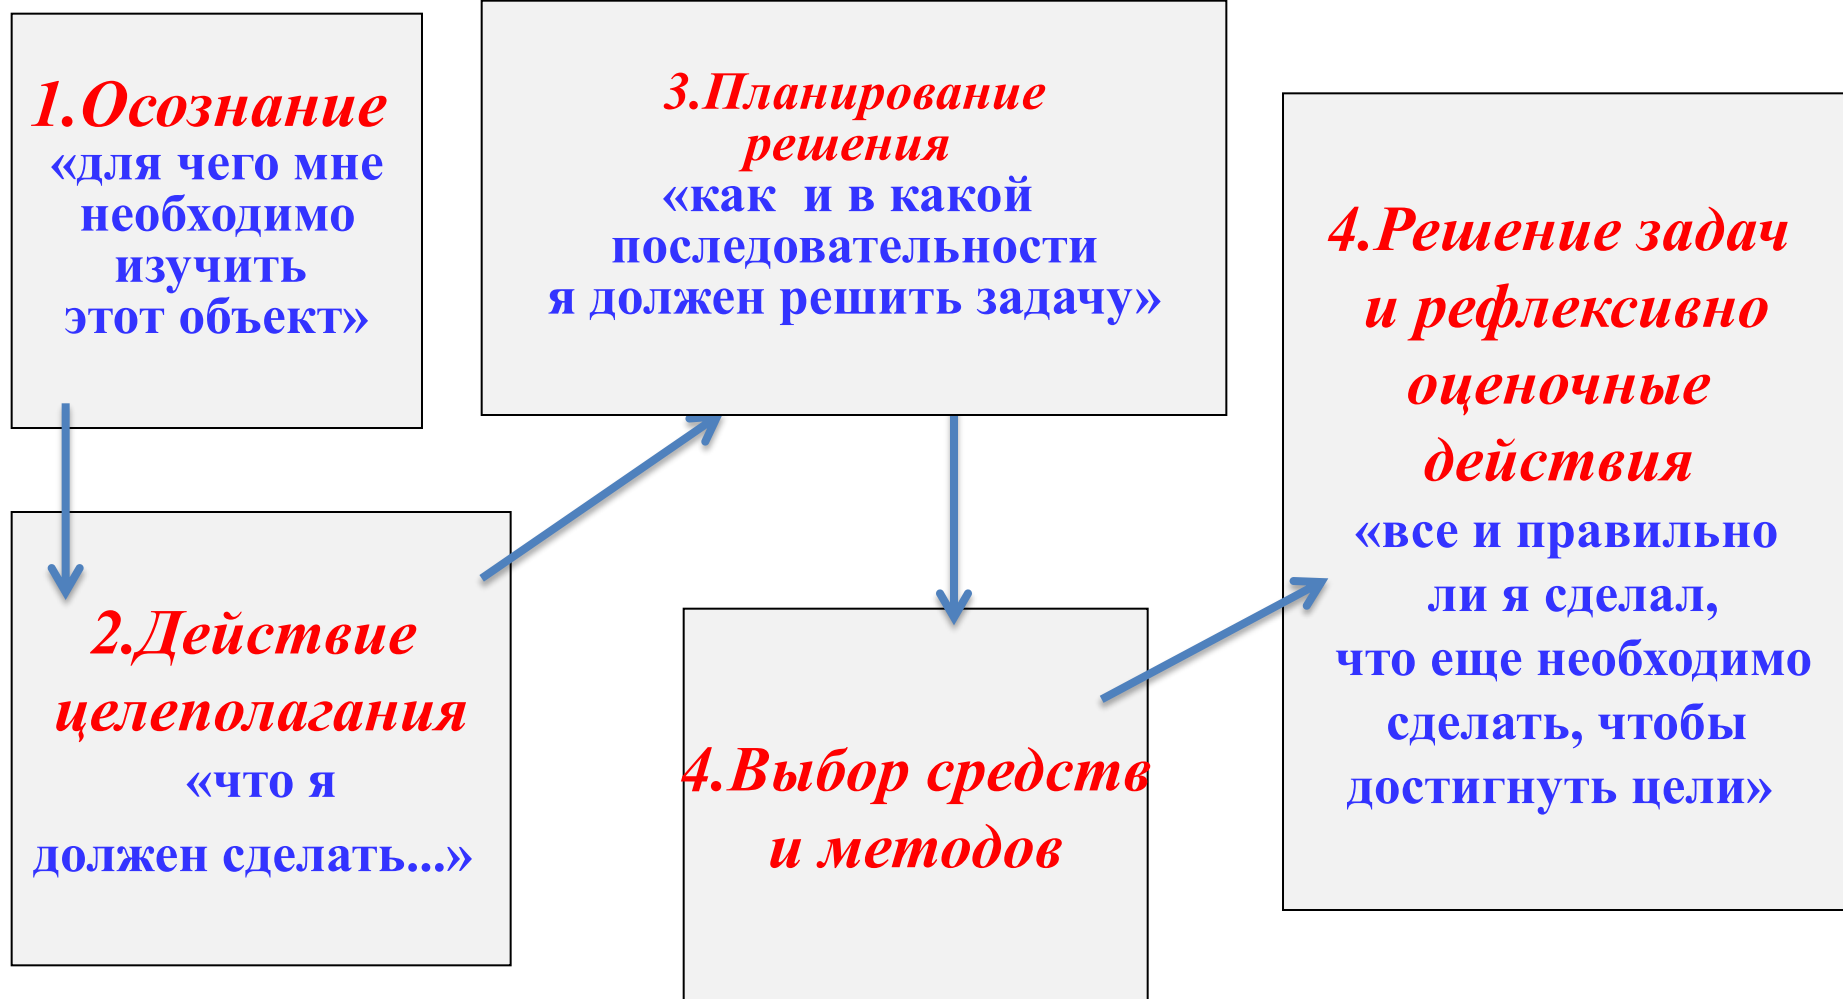 1.Осознание
«для чего мне
необходимо
изучить
этот объект»
2.Действие
целеполагания
«что я
должен сделать...»
3.Планирование
решения
«как и в какой
последовательности
я должен решить задачу»
4.Выбор средств
и методов
4.Решение задач
и рефлексивно
оценочные
действия
«все и правильно
ли я сделал,
что еще необходимо
сделать, чтобы
достигнуть цели»